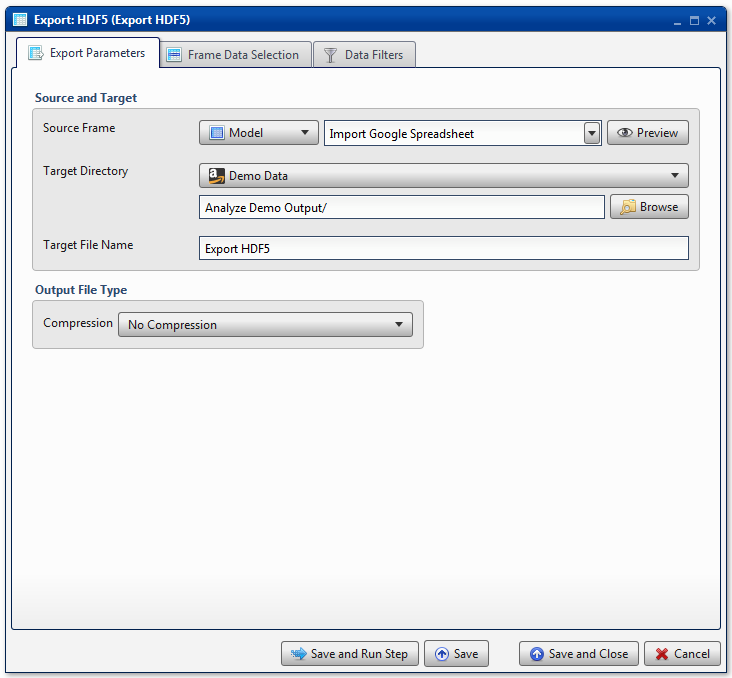 Export: HDF5 (Export HDF5)
Export Parameters
Frame Data Selection
Data Filters
Source and Target
Source Frame
Model
Import Google Spreadsheet
Preview
Target Directory
a Demo Data
Analyze Demo Output/
Browse
Target File Name
Export HDF5
Output File Type
Compression
No Compression
Save and Run Step
Save
Save and Close
Cancel